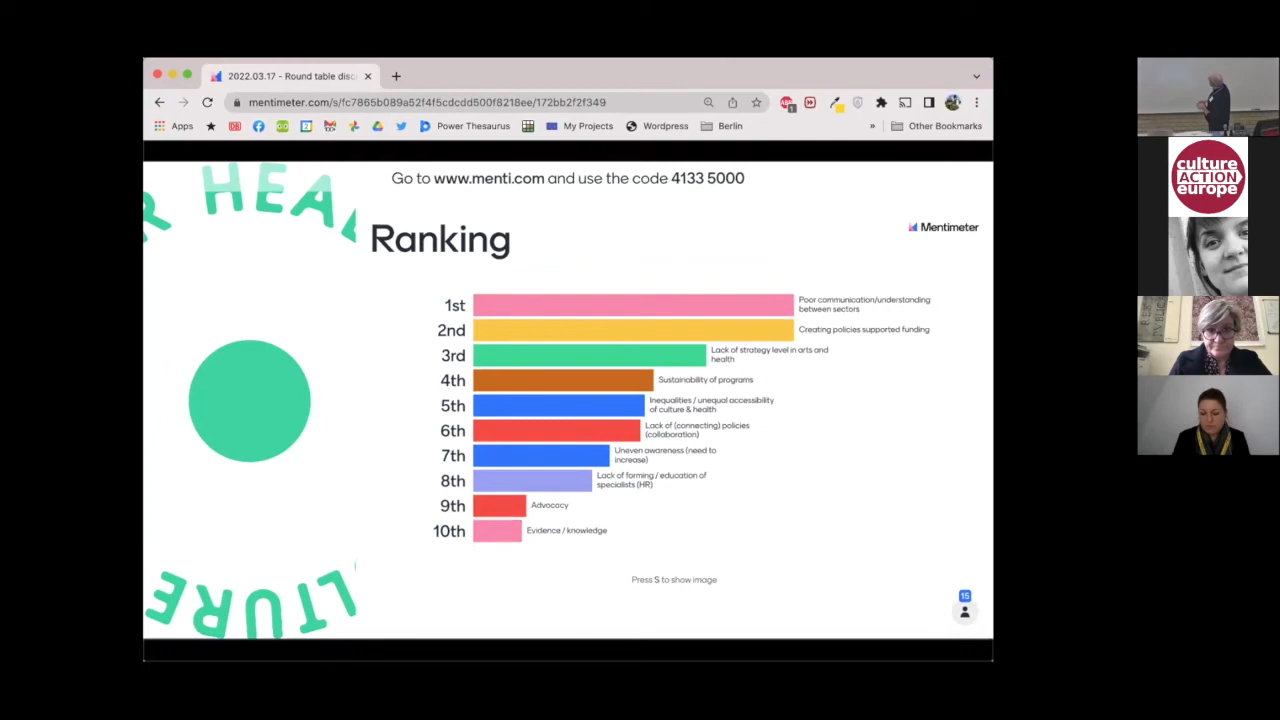 2022.03.17 - Round table disc
mentimeter.com/s/fc7865b089a52f4f5cdcdd500f8218ee/172bb2f2f349
Apps
Power Thesaurus
My Projects
Wordpress
Berlin
»
Other Bookmarks
Go to www.menti.com and use the code 4133 5000
R HEA
Ranking
Mentimeter
1st
Poor communication/understanding
between sectors
2nd
Creating policies supported funding
3rd
Lack of strategy level in arts and
health
4th
Sustainability of programs
5th
Inequalities / unequal accessibility
of culture & health
6th
Lack of (connecting) policies
(collaboration)
7th
Uneven awareness (need to
increase)
8th
Lack of forming / education of
specialists (HR)
9th
Advocacy
10th
Evidence / knowledge
Press S to show image
15
LTURE
culture
ACTION
europe